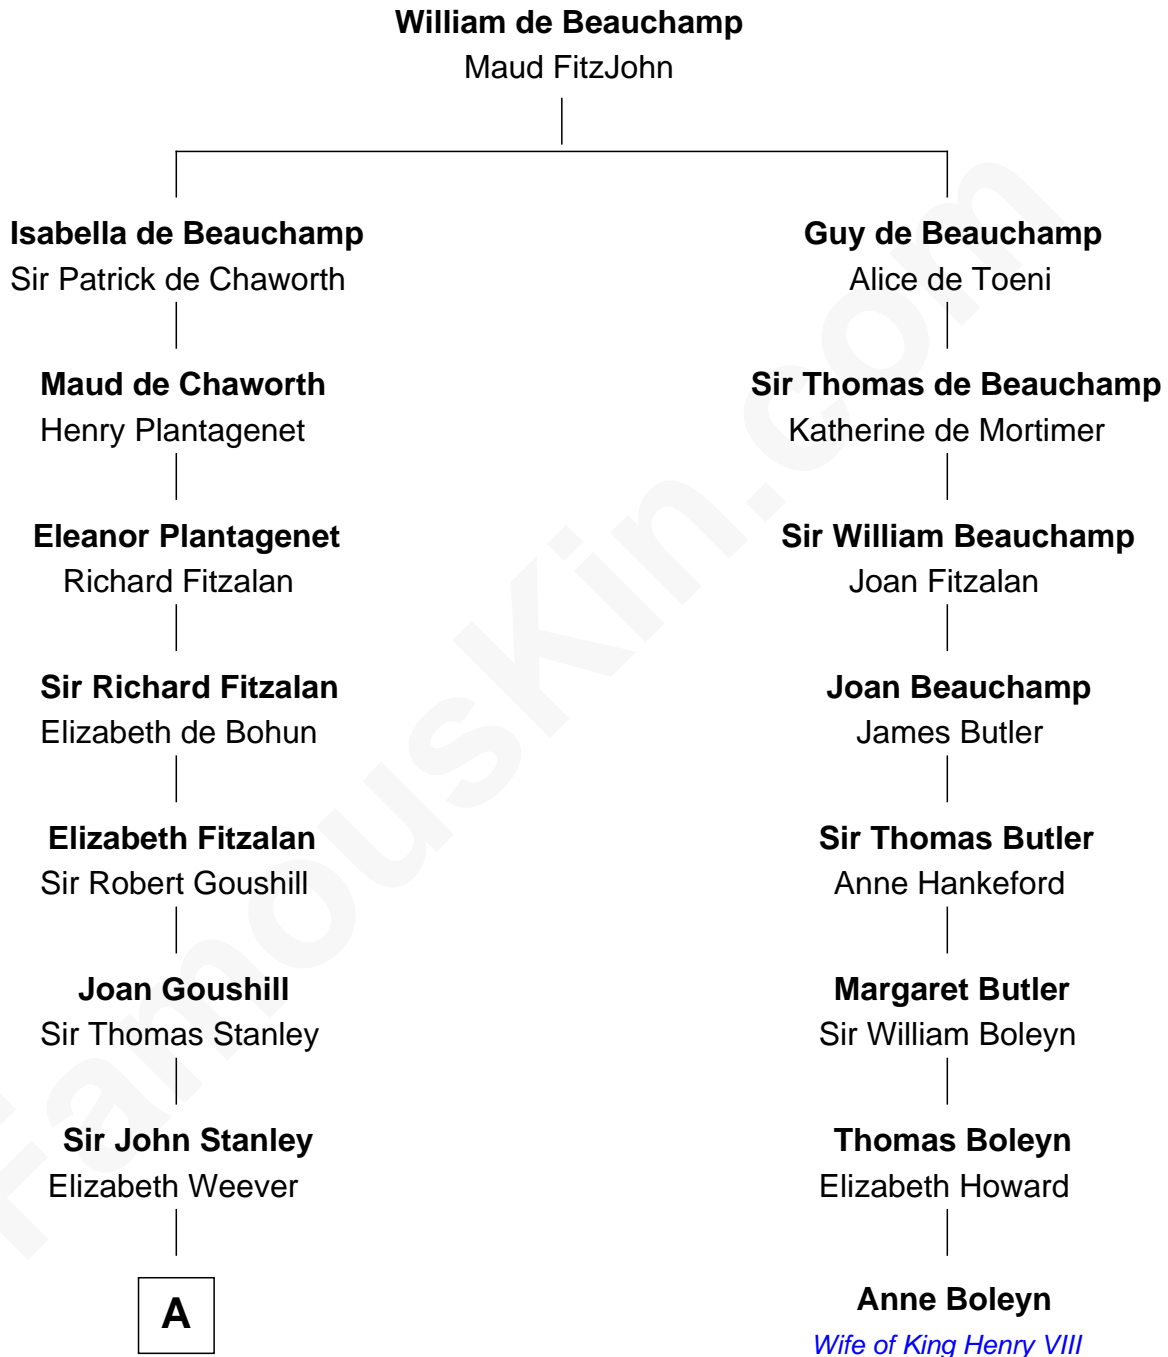 William de Beauchamp
Maud FitzJohn
Isabella de Beauchamp
Sir Patrick de Chaworth
Guy de Beauchamp
Alice de Toeni
Maud de Chaworth
Henry Plantagenet
Sir Thomas de Beauchamp
Katherine de Mortimer
Eleanor Plantagenet
Richard Fitzalan
Sir William Beauchamp
Joan Fitzalan
Sir Richard Fitzalan
Elizabeth de Bohun
Joan Beauchamp
James Butler
Elizabeth Fitzalan
Sir Robert Goushill
Sir Thomas Butler
Anne Hankeford
Joan Goushill
Sir Thomas Stanley
Margaret Butler
Sir William Boleyn
Sir John Stanley
Elizabeth Weever
Thomas Boleyn
Elizabeth Howard
A
Anne Boleyn
Wife of King Henry VIII
FamousKin.com